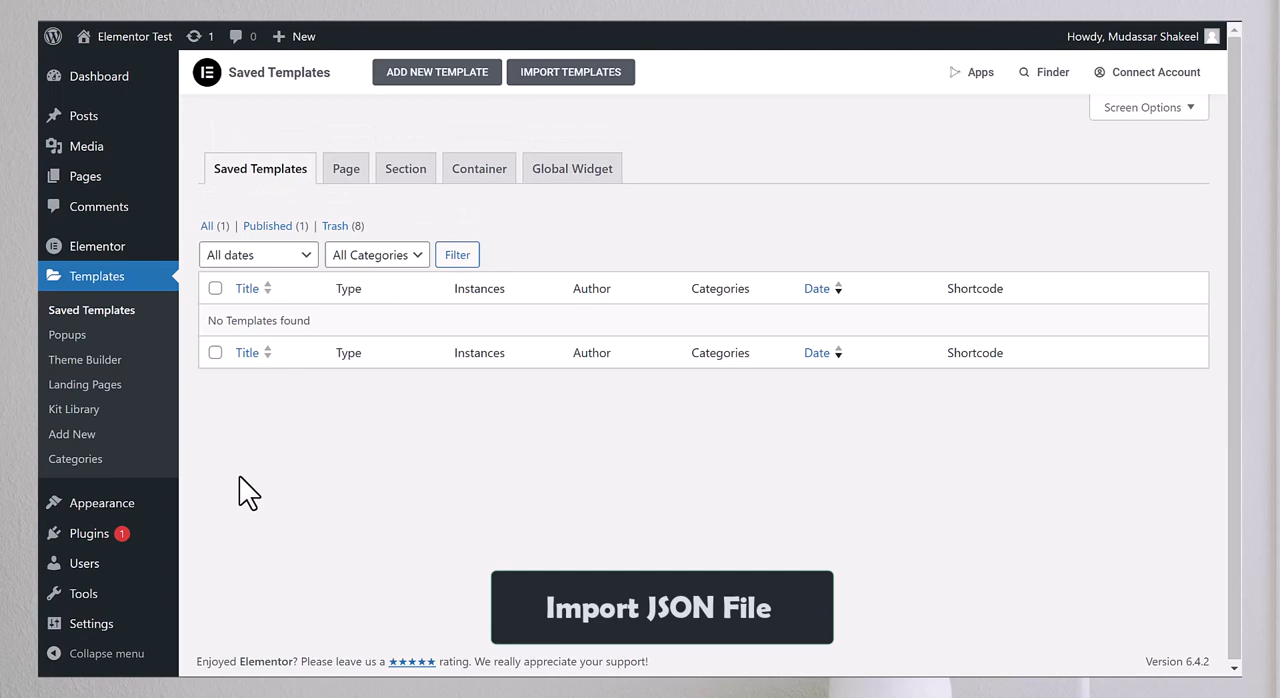 Elementor Test 1 0 New Howdy, Mudassar Shakeel
Saved Templates ADD NEW TEMPLATE IMPORT TEMPLATES Apps Finder Connect Account
Screen Options
Dashboard
Posts
Media
Pages
Comments
Elementor
Templates
Saved Templates
Popups
Theme Builder
Landing Pages
Kit Library
Add New
Categories
Appearance
Plugins 1
Users
Tools
Settings
Collapse menu
Saved Templates Page Section Container Global Widget
All (1) | Published (1) | Trash (8)
All dates All Categories Filter
Title Type Instances Author Categories Date Shortcode
No Templates found
Title Type Instances Author Categories Date Shortcode
Import JSON File
Enjoyed Elementor? Please leave us a ★★★★★ rating. We really appreciate your support! Version 6.4.2